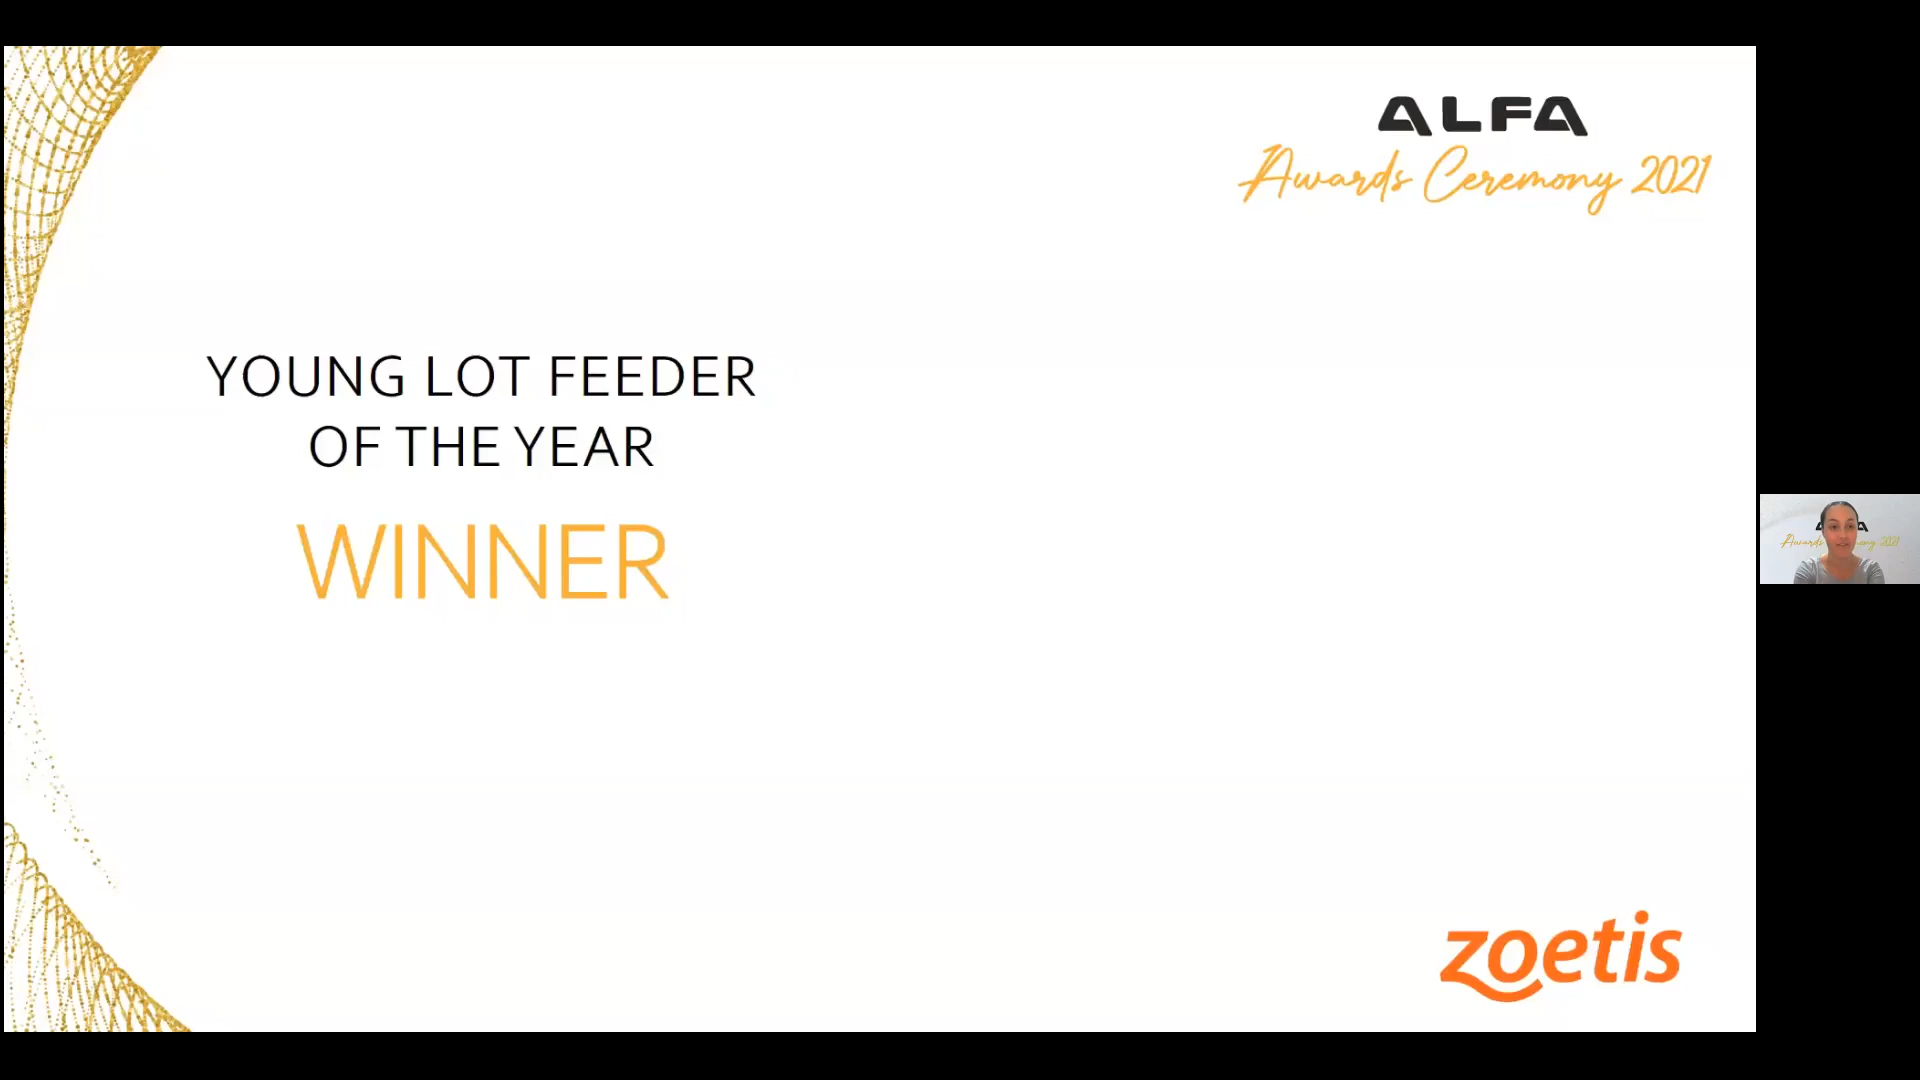 ALFA
Awards Ceremony 2021
YOUNG LOT FEEDER
OF THE YEAR
WINNER
zoetis